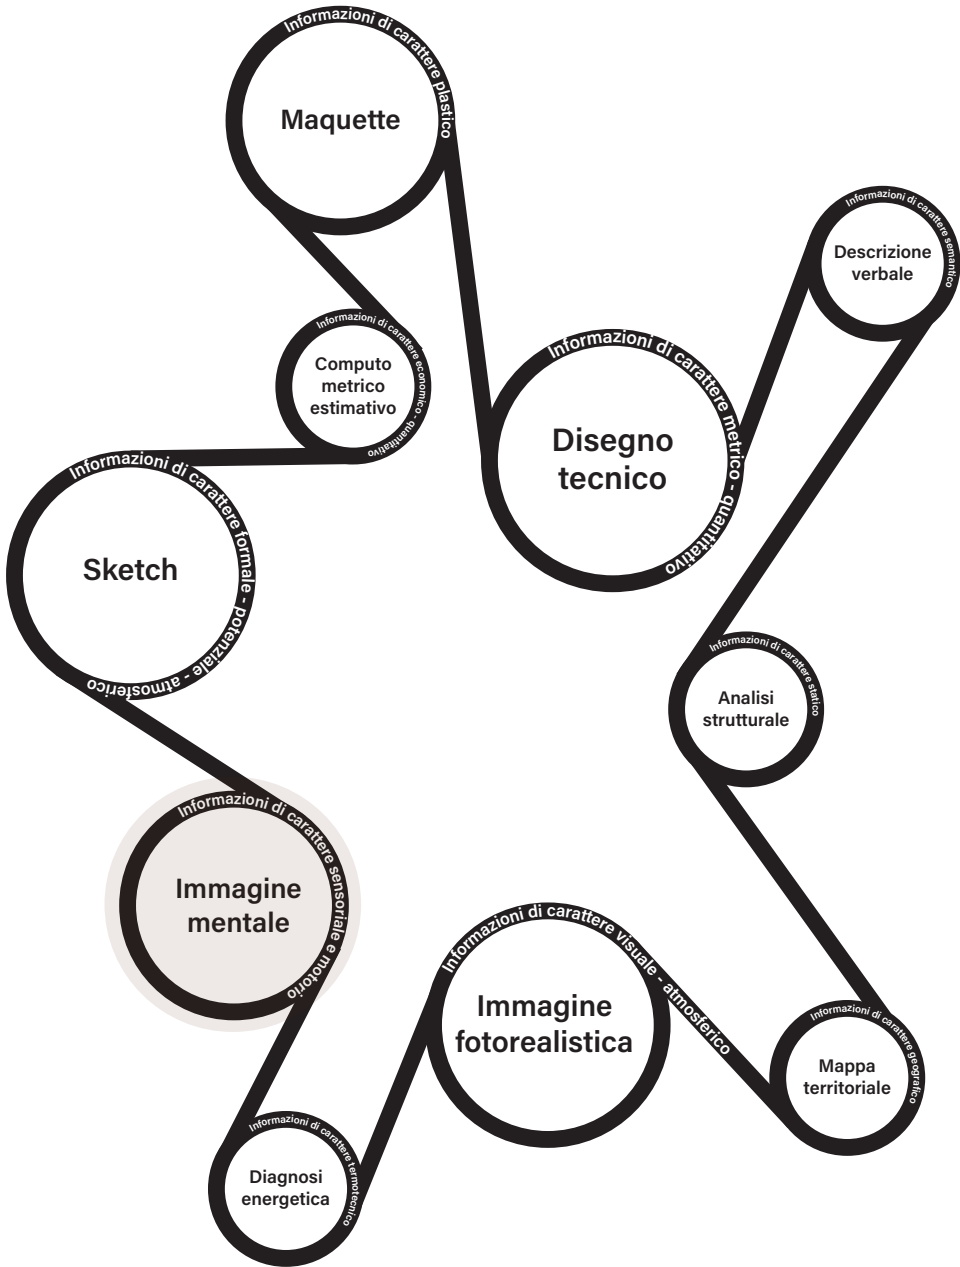 Informazioni di carattere plastico
Maquette
Informazioni di carattere semantico
Descrizione
verbale
Informazioni di carattere economico - quantitativo
Computo
metrico
estimativo
Informazioni di carattere metrico - quantitativo
Disegno
tecnico
Informazioni di carattere formale - potenziale - atmosferico
Sketch
Informazioni di carattere statico
Analisi
strutturale
Informazioni di carattere sensoriale e motorio
Immagine
mentale
Informazioni di carattere visuale - atmosferico
Immagine
fotorealistica
Informazioni di carattere geografico
Mappa
territoriale
Informazioni di carattere termotecnico
Diagnosi
energetica